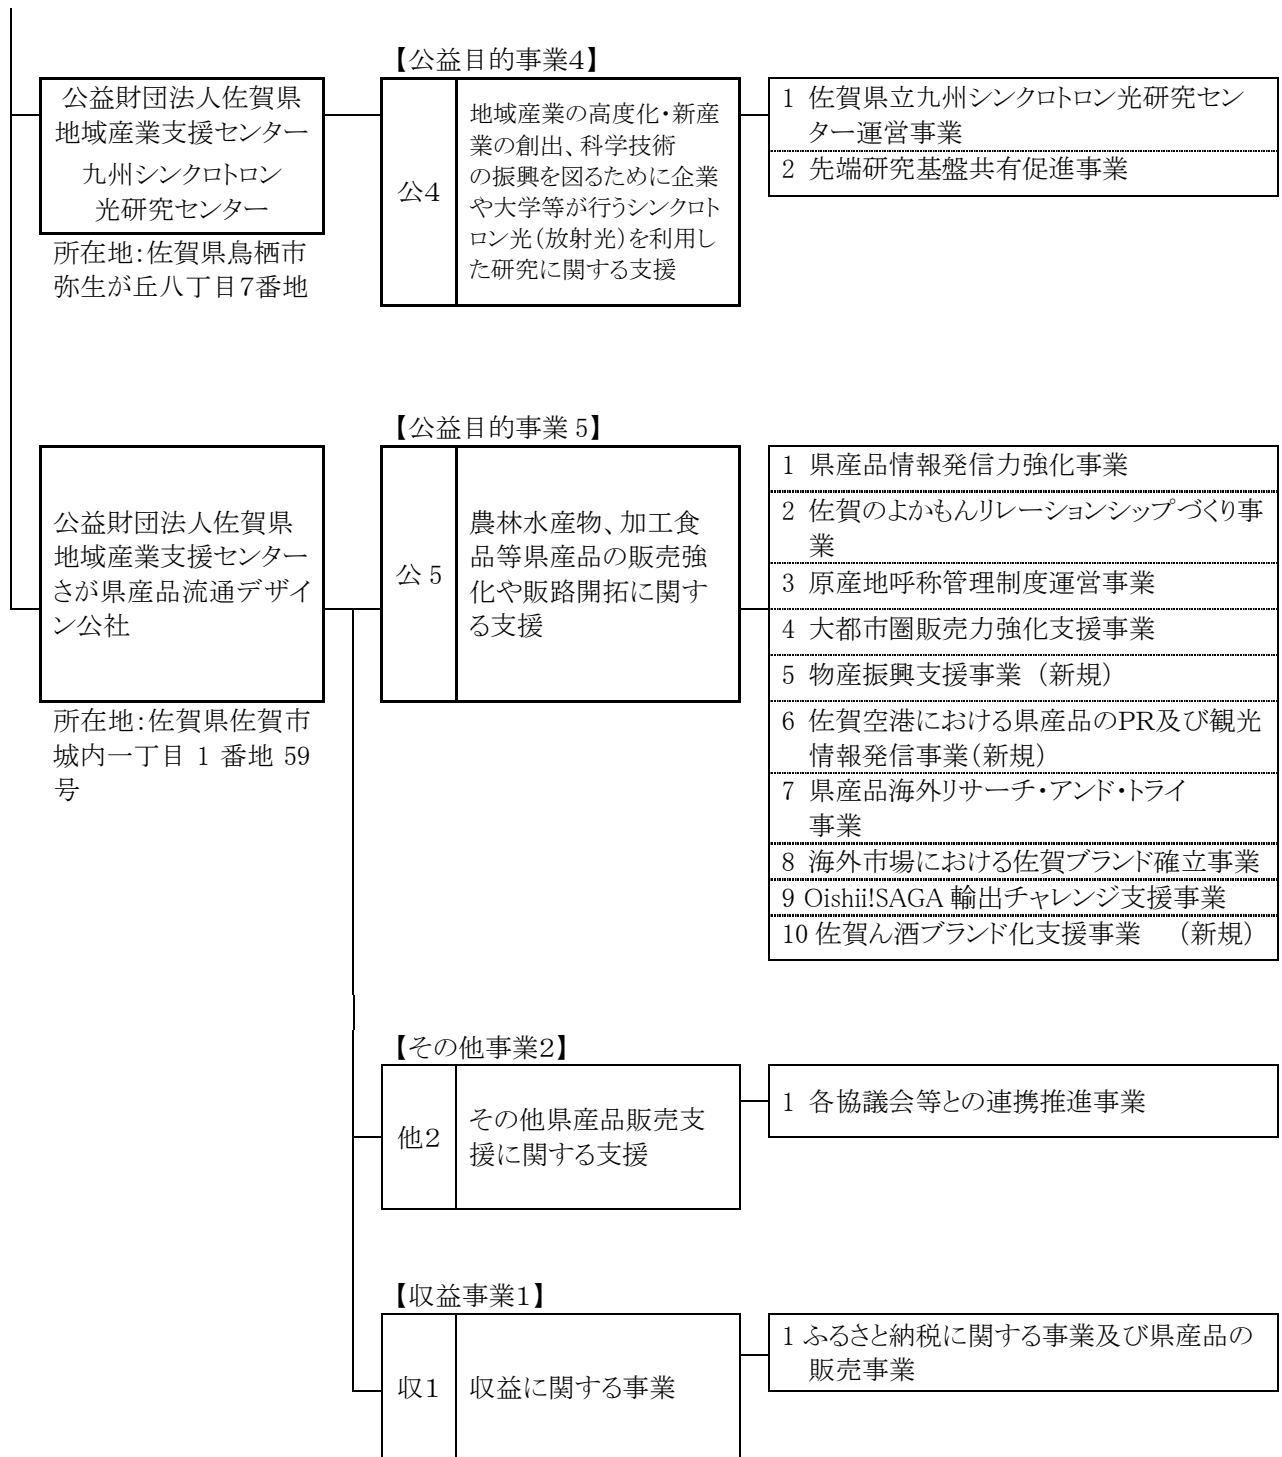 【公益目的事業4】
公益財団法人佐賀県
地域産業支援センター
九州シンクロトロン
光研究センター
所在地:佐賀県鳥栖市
弥生が丘八丁目7番地
公4
地域産業の高度化・新産
業の創出、科学技術
の振興を図るために企業
や大学等が行うシンクロト
ロン光(放射光)を利用し
た研究に関する支援
1 佐賀県立九州シンクロトロン光研究セン
ター運営事業
2 先端研究基盤共有促進事業
【公益目的事業 5】
公益財団法人佐賀県
地域産業支援センター
さが県産品流通デザイ
ン公社
所在地:佐賀県佐賀市
城内一丁目 1 番地 59
号
公 5
農林水産物、加工食
品等県産品の販売強
化や販路開拓に関す
る支援
1 県産品情報発信力強化事業
2 佐賀のよかもんリレーションシップづくり事
業
3 原産地呼称管理制度運営事業
4 大都市圏販売力強化支援事業
5 物産振興支援事業 (新規)
6 佐賀空港における県産品のPR及び観光
情報発信事業(新規)
7 県産品海外リサーチ・アンド・トライ
事業
8 海外市場における佐賀ブランド確立事業
9 Oishii!SAGA 輸出チャレンジ支援事業
10 佐賀ん酒ブランド化支援事業 (新規)
【その他事業2】
他2
その他県産品販売支
援に関する支援
1 各協議会等との連携推進事業
【収益事業1】
収1
収益に関する事業
1 ふるさと納税に関する事業及び県産品の
販売事業